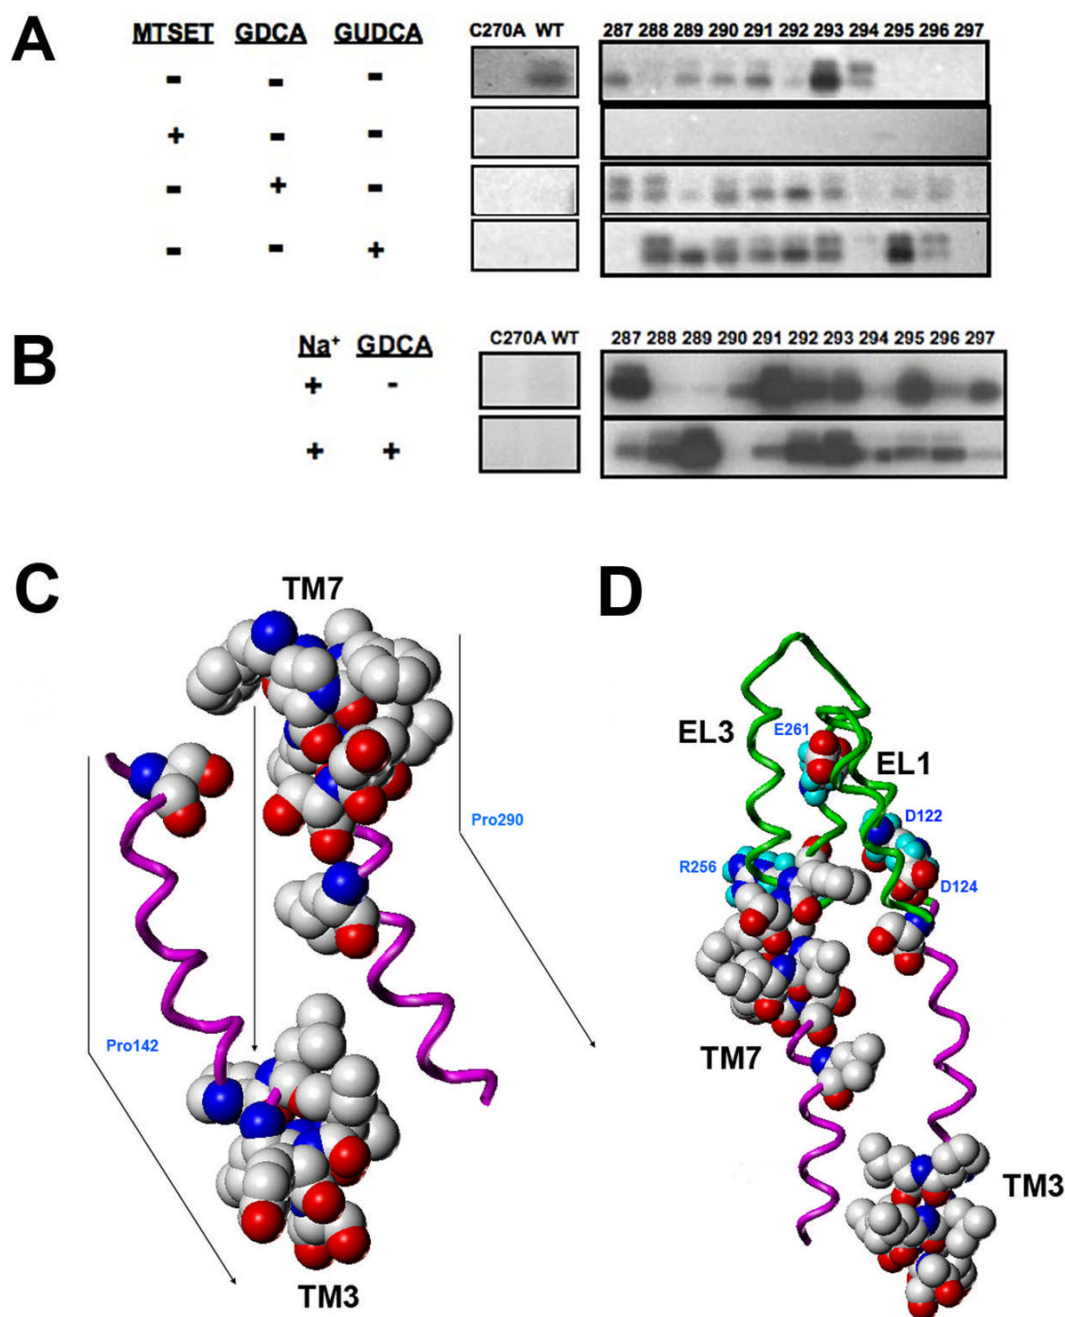 A
MTSET GDCA GUDCA
C270A WT
287 288 289 290 291 292 293 294 295 296 297
- - -
+ - -
- + -
- - +
B
Na+ GDCA
C270A WT
287 288 289 290 291 292 293 294 295 296 297
+ -
+ +
C
TM7
Pro290
Pro142
TM3
D
EL3
E261
EL1
D122
R256
D124
TM7
TM3